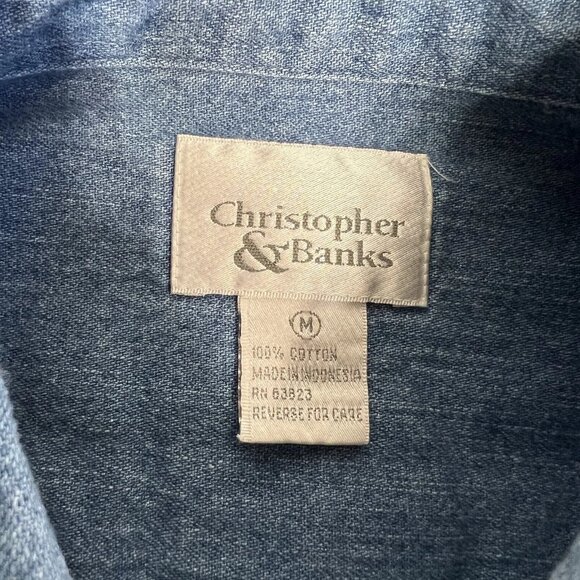 Christopher
& Banks
M
100% COTTON
MADE IN INDONESIA
RN 63823
REVERSE FOR CARE